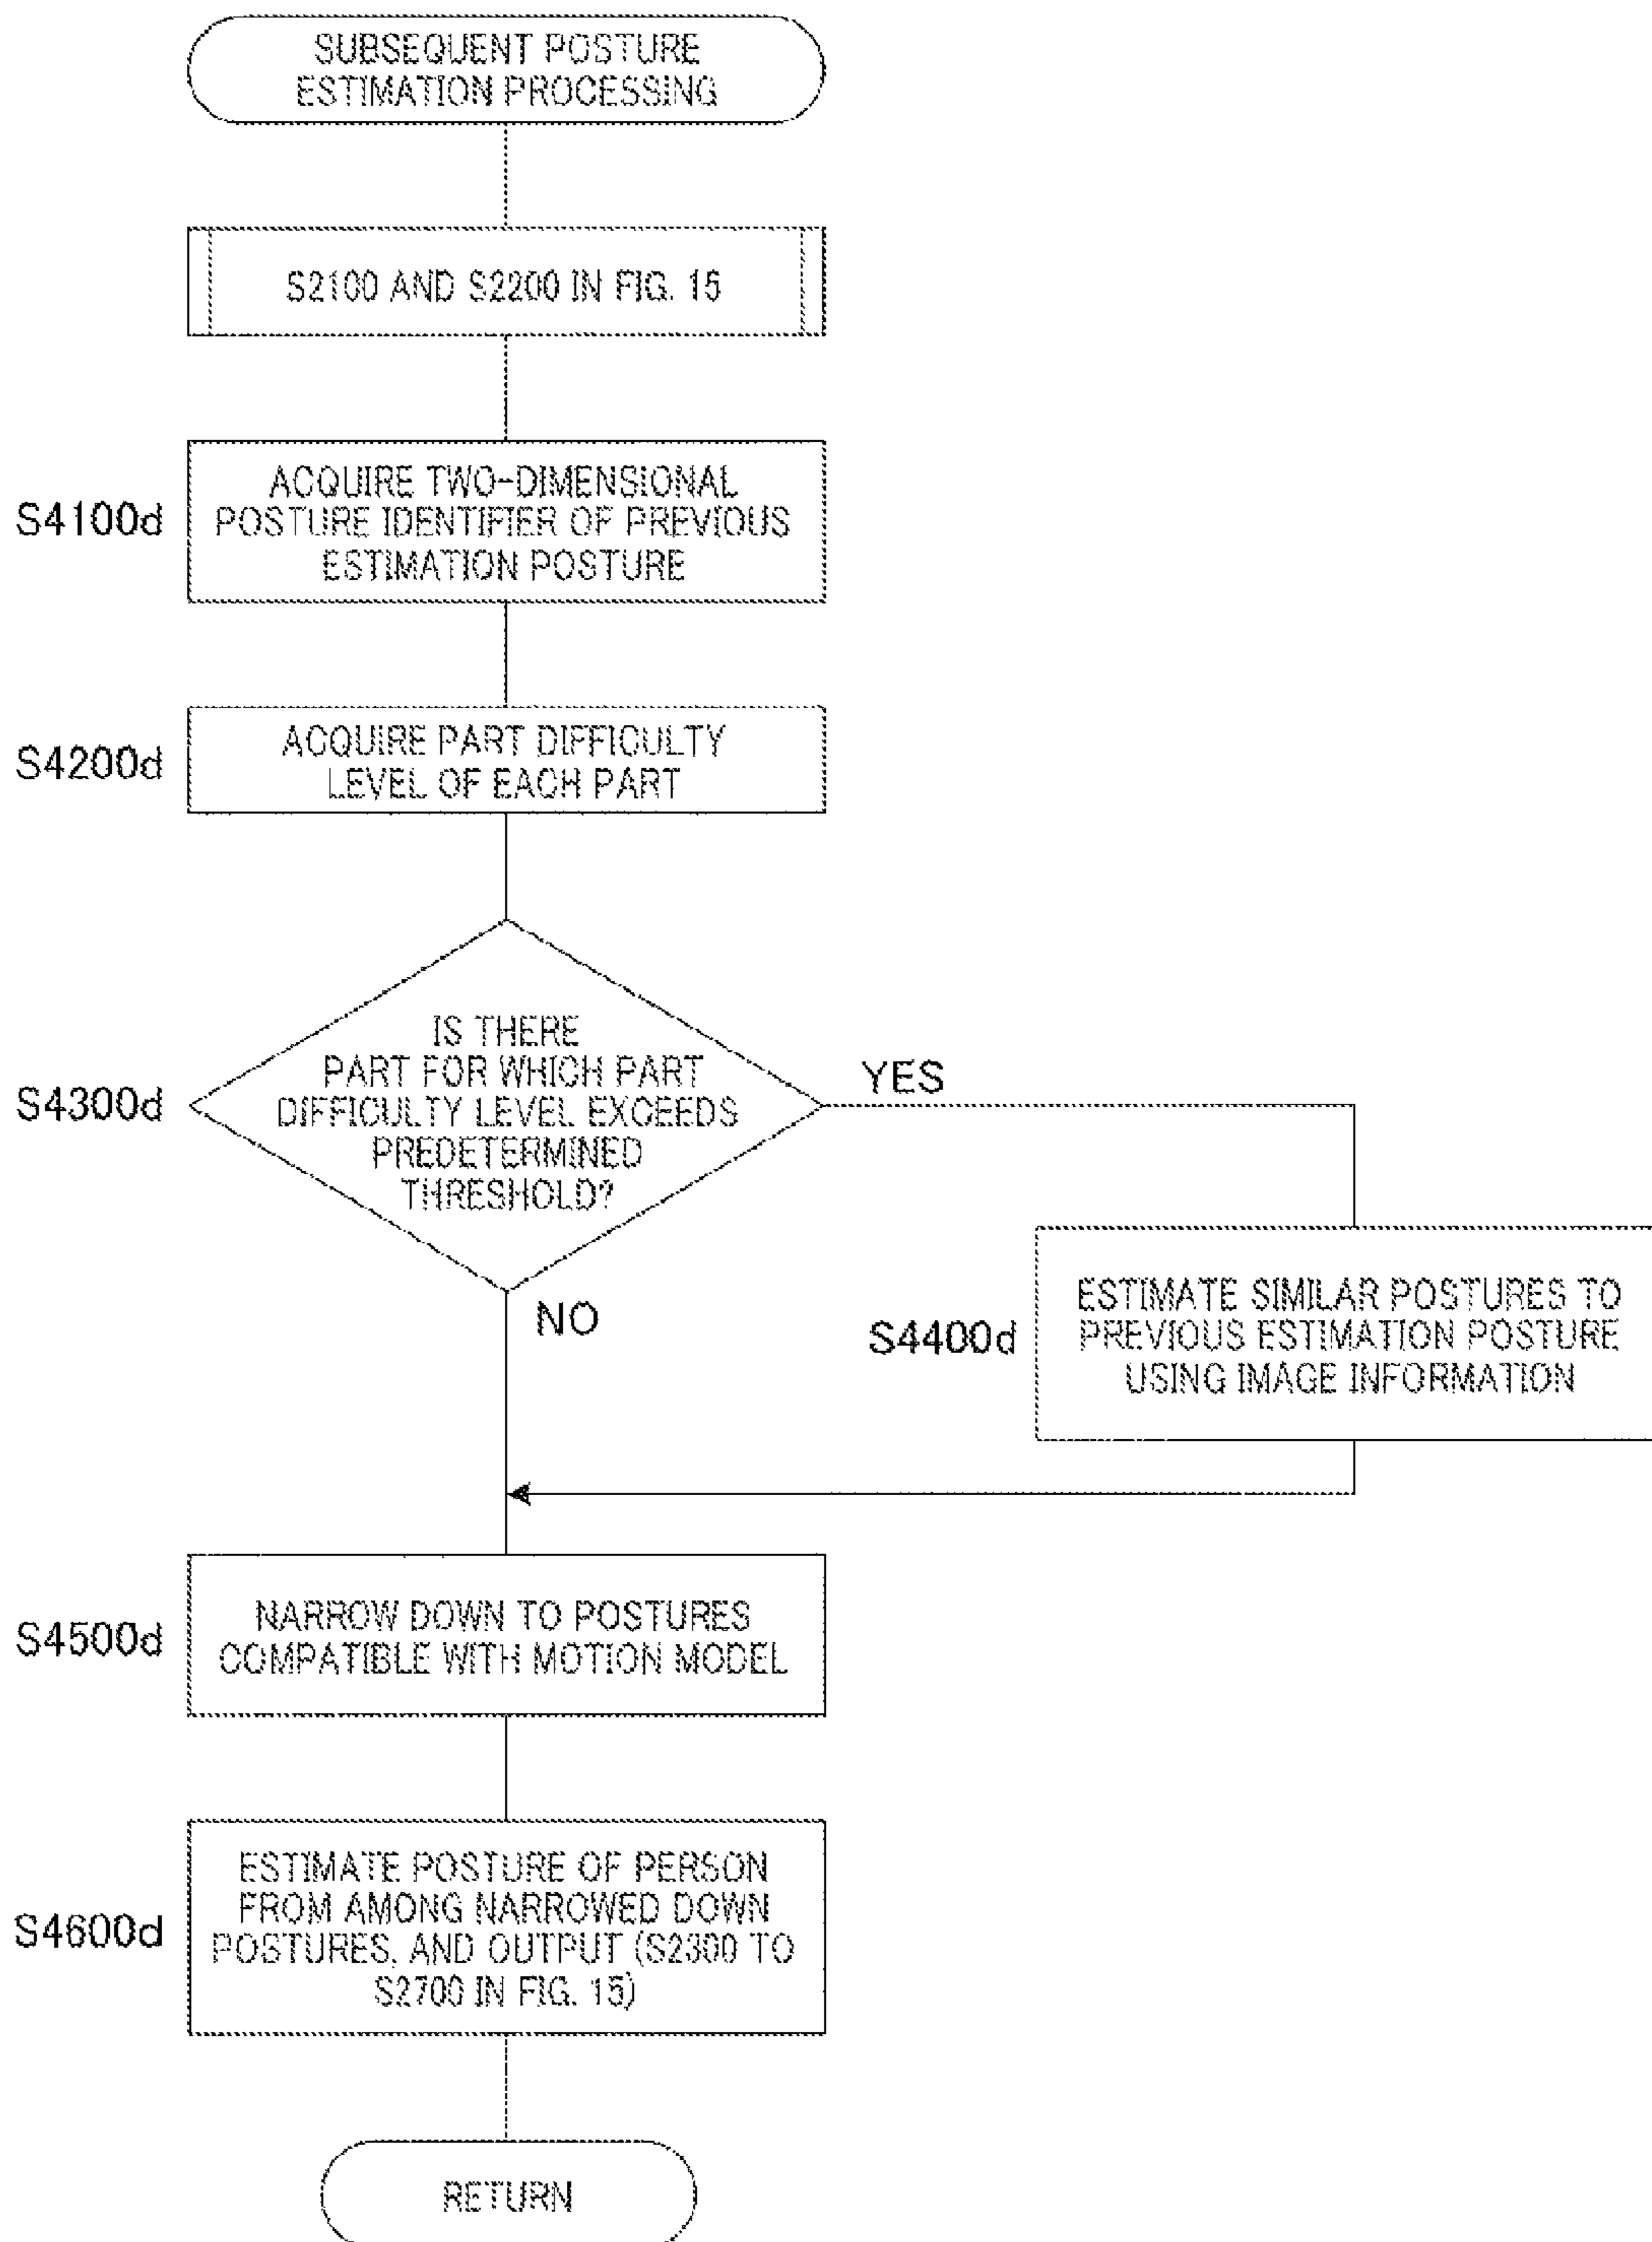 SUBSEQUENT POSTURE
ESTIMATION PROCESSING
S2100 AND S2200 IN FIG. 15
S4100d
ACQUIRE TWO-DIMENSIONAL
POSTURE IDENTIFIER OF PREVIOUS
ESTIMATION POSTURE
S4200d
ACQUIRE PART DIFFICULTY
LEVEL OF EACH PART
S4300d
IS THERE
PART FOR WHICH PART
DIFFICULTY LEVEL EXCEEDS
PREDETERMINED
THRESHOLD?
YES
NO
S4400d
ESTIMATE SIMILAR POSTURES TO
PREVIOUS ESTIMATION POSTURE
USING IMAGE INFORMATION
S4500d
NARROW DOWN TO POSTURES
COMPATIBLE WITH MOTION MODEL
S4600d
ESTIMATE POSTURE OF PERSON
FROM AMONG NARROWED DOWN
POSTURES, AND OUTPUT (S2300 TO
S2700 IN FIG. 15)
RETURN